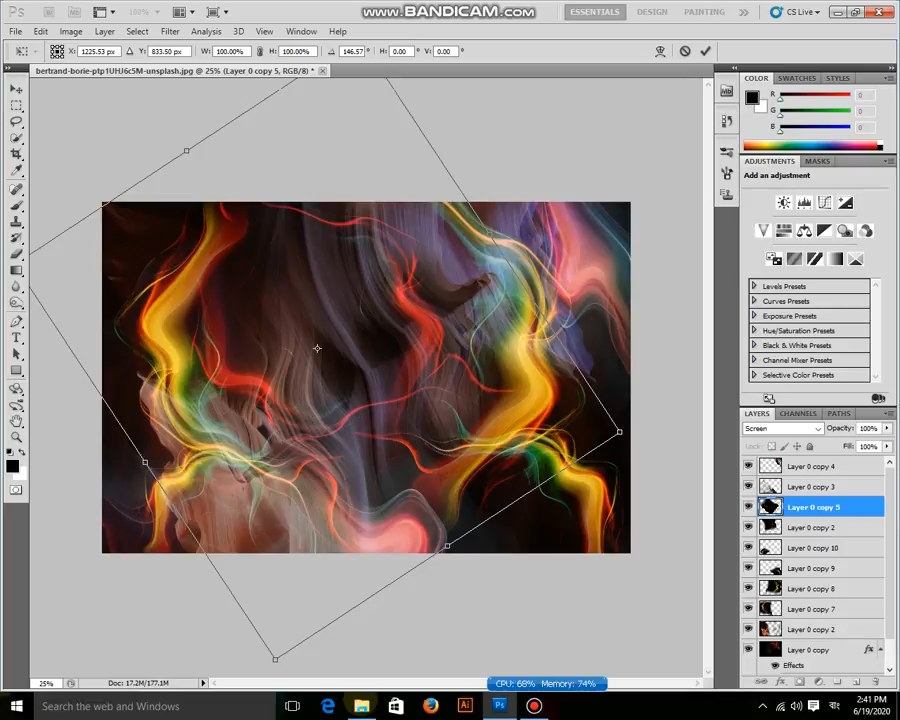 Ps 100% WWW.BANDICAM.COM ESSENTIALS DESIGN PAINTING CS Live
File Edit Image Layer Select Filter Analysis 3D View Window Help
X: 1225.53 px Y: 833.50 px W: 100.00% H: 100.00% 146.57 ° H: 0.00 ° V: 0.00 °
bertrand-borie-ptp1UHJ6c5M-unsplash.jpg @ 25% (Layer 0 copy 5, RGB/8) *
COLOR SWATCHES STYLES
R 0
G 0
B 0
ADJUSTMENTS MASKS
Add an adjustment
Levels Presets
Curves Presets
Exposure Presets
Hue/Saturation Presets
Black & White Presets
Channel Mixer Presets
Selective Color Presets
LAYERS CHANNELS PATHS
Screen Opacity: 100%
Lock: Fill: 100%
Layer 0 copy 4
Layer 0 copy 3
Layer 0 copy 5
Layer 0 copy 2
Layer 0 copy 10
Layer 0 copy 9
Layer 0 copy 8
Layer 0 copy 7
Layer 0 copy 2
Layer 0 copy fx
Effects
25% Doc: 17.2M/177.1M
CPU: 68% Memory: 74%
Search the web and Windows
Ai Ps
বাং
2:41 PM
6/19/2020